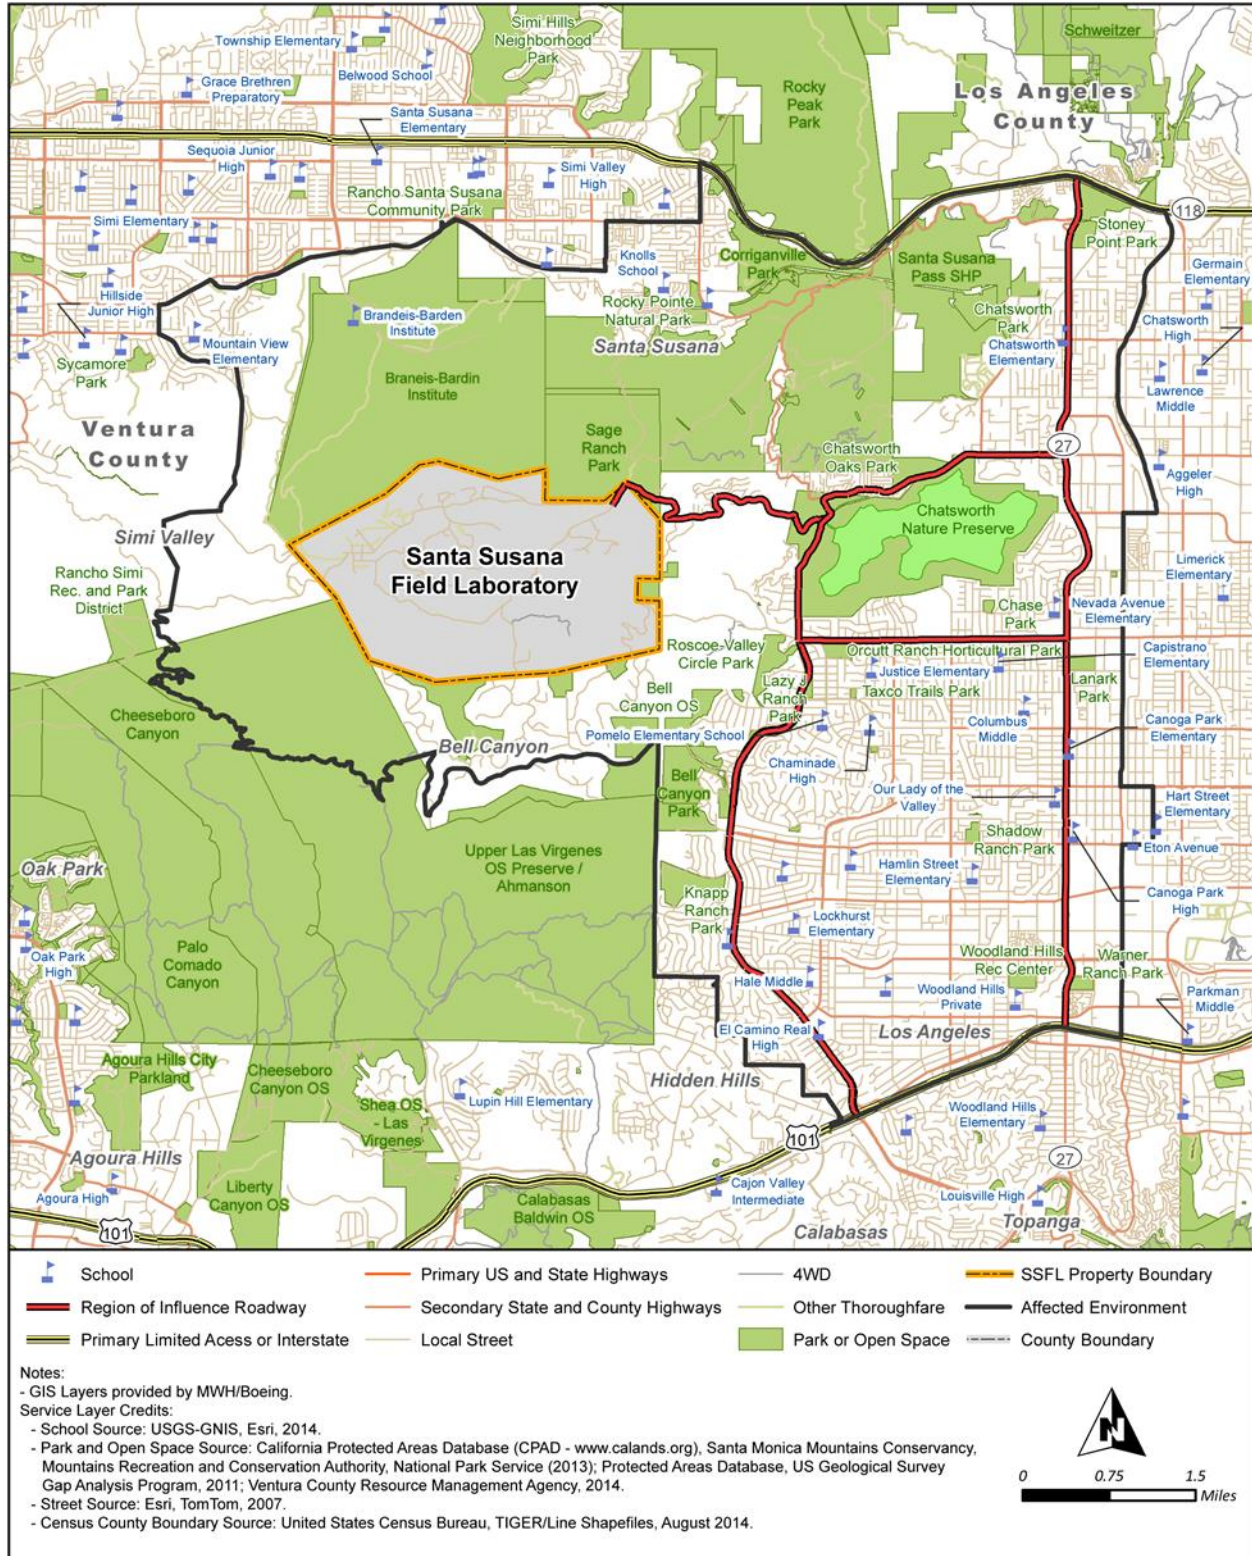 Simi Hills
Neighborhood
Park
Schweitzer
Township Elementary
Belwood School
Grace Brethren
Preparatory
Rocky
Peak
Park
Los Angeles
County
Santa Susana
Elementary
Sequoia Junior
High
Simi Valley
High
Rancho Santa Susana
Community Park
Simi Elementary
118
Stoney
Point Park
Knolls
School
Corriganville
Park
Santa Susana
Pass SHP
Germain
Elementary
Hillside
Junior High
Brandeis-Barden
Institute
Rocky Pointe
Natural Park
Chatsworth
Park
Chatsworth
High
Mountain View
Elementary
Santa Susana
Chatsworth
Elementary
Sycamore
Park
Braneis-Bardin
Institute
Lawrence
Middle
Ventura
County
Sage
Ranch
Park
Chatsworth
Oaks Park
27
Aggeler
High
Chatsworth
Nature Preserve
Simi Valley
Santa Susana
Field Laboratory
Rancho Simi
Rec. and Park
District
Limerick
Elementary
Chase
Park
Nevada Avenue
Elementary
Roscoe-Valley
Circle Park
Orcutt Ranch Horticultural Park
Capistrano
Elementary
Justice Elementary
Lazy J
Ranch
Park
Taxco Trails Park
Lanark
Park
Bell
Canyon OS
Cheeseboro
Canyon
Columbus
Middle
Canoga Park
Elementary
Pomelo Elementary School
Bell Canyon
Chaminade
High
Bell
Canyon
Park
Our Lady of the
Valley
Hart Street
Elementary
Shadow
Ranch Park
Eton Avenue
Upper Las Virgenes
OS Preserve /
Ahmanson
Oak Park
Hamlin Street
Elementary
Knapp
Ranch
Park
Canoga Park
High
Lockhurst
Elementary
Palo
Comado
Canyon
Oak Park
High
Woodland Hills
Rec Center
Warner
Ranch Park
Hale Middle
Woodland Hills
Private
Parkman
Middle
El Camino Real
High
Los Angeles
Agoura Hills City
Parkland
Cheeseboro
Canyon OS
Hidden Hills
Shea OS
- Las
Virgenes
Lupin Hill Elementary
Woodland Hills
Elementary
101
27
Agoura Hills
Agoura High
Liberty
Canyon OS
Cajon Valley
Intermediate
Calabasas
Baldwin OS
Louisville High
Topanga
Calabasas
101
School
Primary US and State Highways
4WD
SSFL Property Boundary
Region of Influence Roadway
Secondary State and County Highways
Other Thoroughfare
Affected Environment
Primary Limited Acess or Interstate
Local Street
Park or Open Space
County Boundary
Notes:
- GIS Layers provided by MWH/Boeing.
Service Layer Credits:
- School Source: USGS-GNIS, Esri, 2014.
- Park and Open Space Source: California Protected Areas Database (CPAD - www.calands.org), Santa Monica Mountains Conservancy,
Mountains Recreation and Conservation Authority, National Park Service (2013); Protected Areas Database, US Geological Survey
Gap Analysis Program, 2011; Ventura County Resource Management Agency, 2014.
- Street Source: Esri, TomTom, 2007.
- Census County Boundary Source: United States Census Bureau, TIGER/Line Shapefiles, August 2014.
N
0 0.75 1.5
Miles